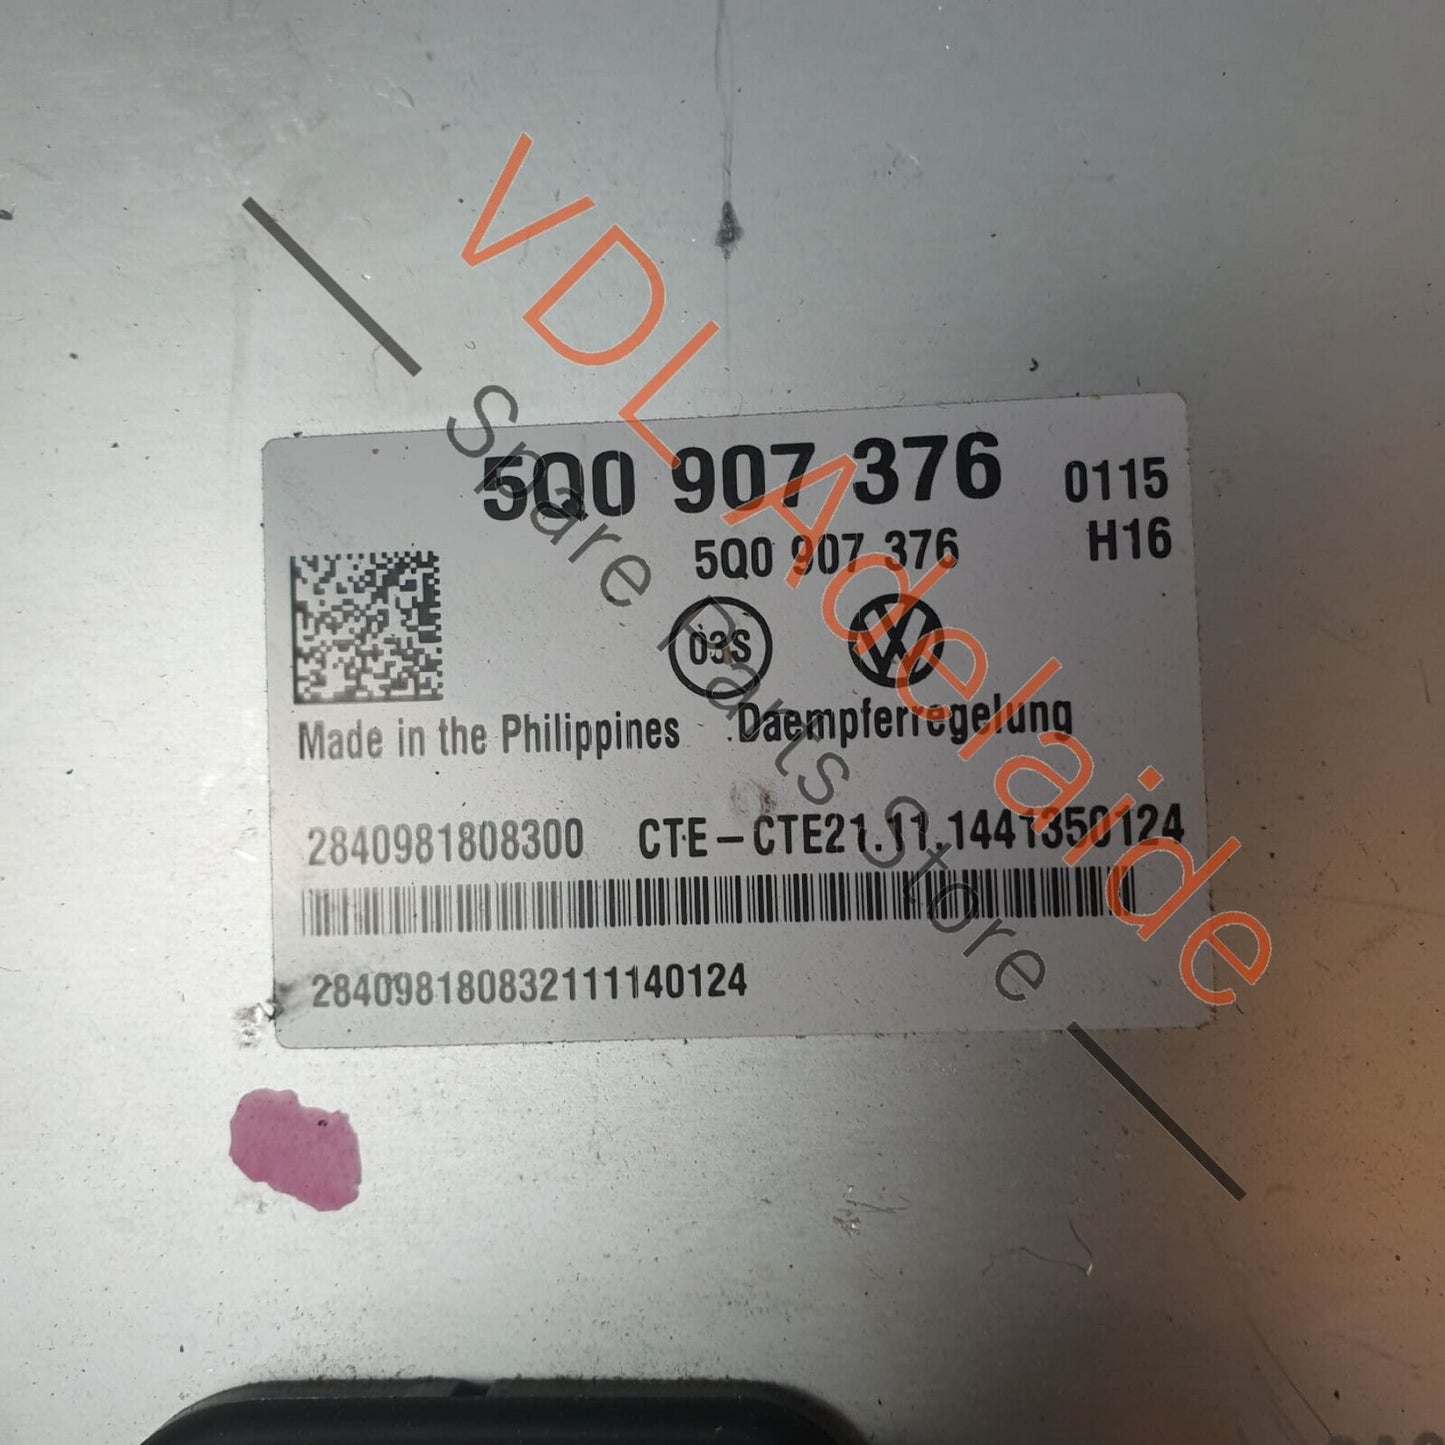 VDL Adelaide
Spare Parts Store
5Q0 907 376 0115
5Q0 907 376 H16
03S
Made in the Philippines Daempferregelung
2840981808300 CTE-CTE21.11.1441350124
284098180832111140124